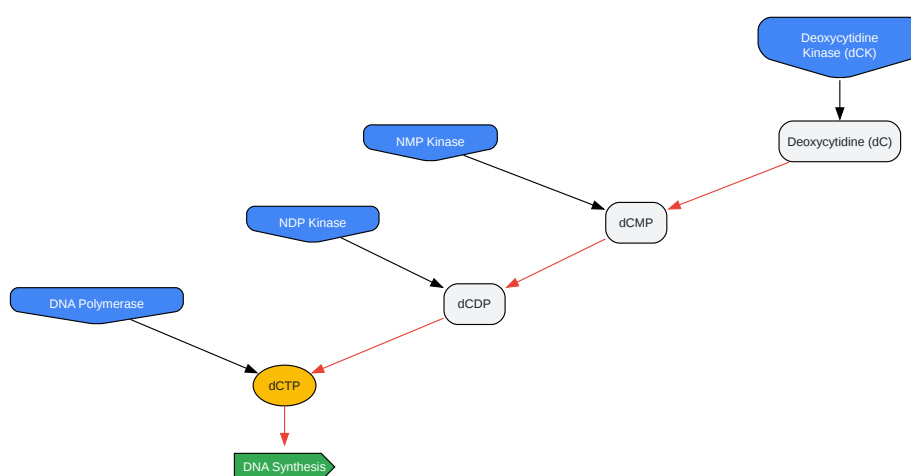 Deoxycytidine
Kinase (dCK)
Deoxycytidine (dC)
NMP Kinase
dCMP
NDP Kinase
dCDP
DNA Polymerase
dCTP
DNA Synthesis